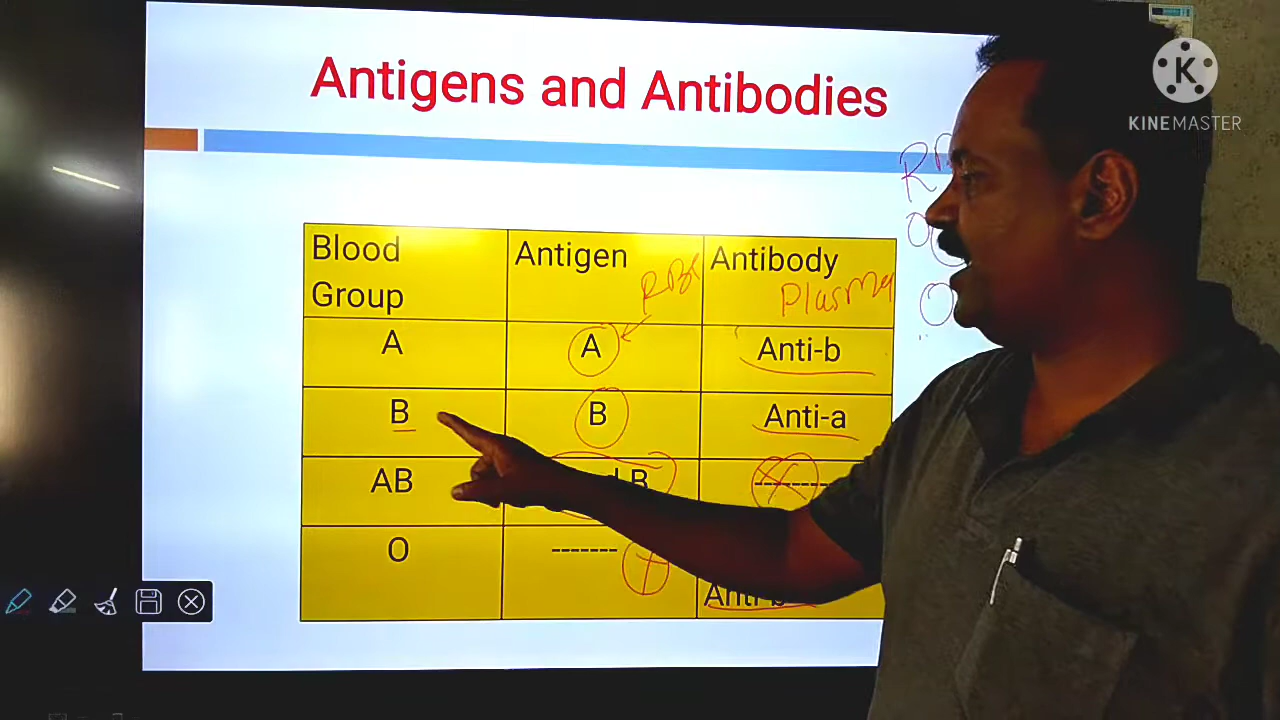 Antigens and Antibodies
KINEMASTER
Blood Group
Antigen
RBC
Antibody
Plasma
A
A
Anti-b
B
B
Anti-a
AB
B
O
-------